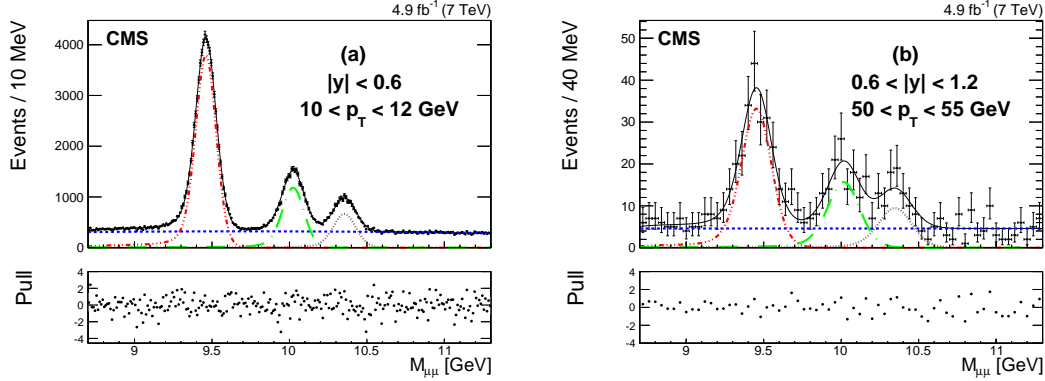 4.9 fb⁻¹ (7 TeV)
CMS
(a)
|y| < 0.6
10 < p_T < 12 GeV
Events / 10 MeV
4000
3000
2000
1000
0
Pull
4
2
0
-2
-4
9
9.5
10
10.5
11
M_μμ [GeV]
4.9 fb⁻¹ (7 TeV)
CMS
(b)
0.6 < |y| < 1.2
50 < p_T < 55 GeV
Events / 40 MeV
50
40
30
20
10
0
Pull
4
2
0
-2
-4
9
9.5
10
10.5
11
M_μμ [GeV]